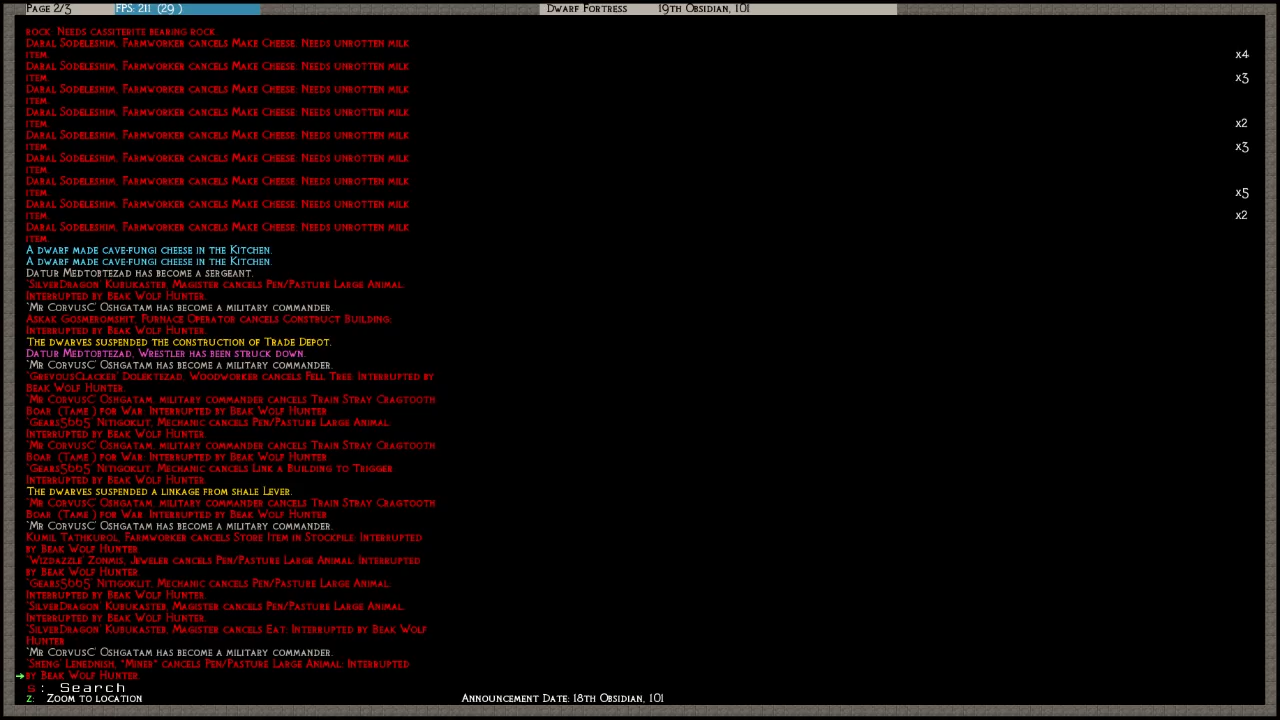 Page 2/3 FPS: 211 (29 ) Dwarf Fortress 19th Obsidian, 101
rock: Needs cassiterite bearing rock
Daral Sodeleshim, Farmworker cancels Make Cheese: Needs unrotten milk
item. x4
Daral Sodeleshim, Farmworker cancels Make Cheese: Needs unrotten milk
item. x3
Daral Sodeleshim, Farmworker cancels Make Cheese: Needs unrotten milk
item.
Daral Sodeleshim, Farmworker cancels Make Cheese: Needs unrotten milk
item. x2
Daral Sodeleshim, Farmworker cancels Make Cheese: Needs unrotten milk
item. x3
Daral Sodeleshim, Farmworker cancels Make Cheese: Needs unrotten milk
item.
Daral Sodeleshim, Farmworker cancels Make Cheese: Needs unrotten milk
item. x5
Daral Sodeleshim, Farmworker cancels Make Cheese: Needs unrotten milk
item. x2
Daral Sodeleshim, Farmworker cancels Make Cheese: Needs unrotten milk
item.
A dwarf made cave-fungi cheese in the Kitchen.
A dwarf made cave-fungi cheese in the Kitchen.
Datur Medtobtezad has become a sergeant.
`SilverDragon' Kubukaster, Magister cancels Pen/Pasture Large Animal:
Interrupted by Beak Wolf Hunter.
`Mr CorvusC' Oshgatam has become a military commander.
Askak Gosmeromshit, Furnace Operator cancels Construct Building:
Interrupted by Beak Wolf Hunter.
The dwarves suspended the construction of Trade Depot.
Datur Medtobtezad, Wrestler has been struck down.
`Mr CorvusC' Oshgatam has become a military commander.
`GrevousClacker' Dolektezad, Woodworker cancels Fell Tree: Interrupted by
Beak Wolf Hunter.
`Mr CorvusC' Oshgatam, military commander cancels Train Stray Cragtooth
Boar (Tame ) for War: Interrupted by Beak Wolf Hunter.
`Gears5665' Nitigoklit, Mechanic cancels Pen/Pasture Large Animal:
Interrupted by Beak Wolf Hunter.
`Mr CorvusC' Oshgatam, military commander cancels Train Stray Cragtooth
Boar (Tame ) for War: Interrupted by Beak Wolf Hunter.
`Gears5665' Nitigoklit, Mechanic cancels Link a Building to Trigger:
Interrupted by Beak Wolf Hunter.
The dwarves suspended a linkage from shale Lever.
`Mr CorvusC' Oshgatam, military commander cancels Train Stray Cragtooth
Boar (Tame ) for War: Interrupted by Beak Wolf Hunter.
`Mr CorvusC' Oshgatam has become a military commander.
Kumil Tathkurol, Farmworker cancels Store Item in Stockpile: Interrupted
by Beak Wolf Hunter.
`Wizdazzle' Zonmis, Jeweler cancels Pen/Pasture Large Animal: Interrupted
by Beak Wolf Hunter.
`Gears5665' Nitigoklit, Mechanic cancels Pen/Pasture Large Animal:
Interrupted by Beak Wolf Hunter.
`SilverDragon' Kubukaster, Magister cancels Pen/Pasture Large Animal:
Interrupted by Beak Wolf Hunter.
`SilverDragon' Kubukaster, Magister cancels Eat: Interrupted by Beak Wolf
Hunter.
`Mr CorvusC' Oshgatam has become a military commander.
`Sheng' Lenednish, *Miner* cancels Pen/Pasture Large Animal: Interrupted
by Beak Wolf Hunter.
s: Search
z: Zoom to location Announcement Date: 18th Obsidian, 101